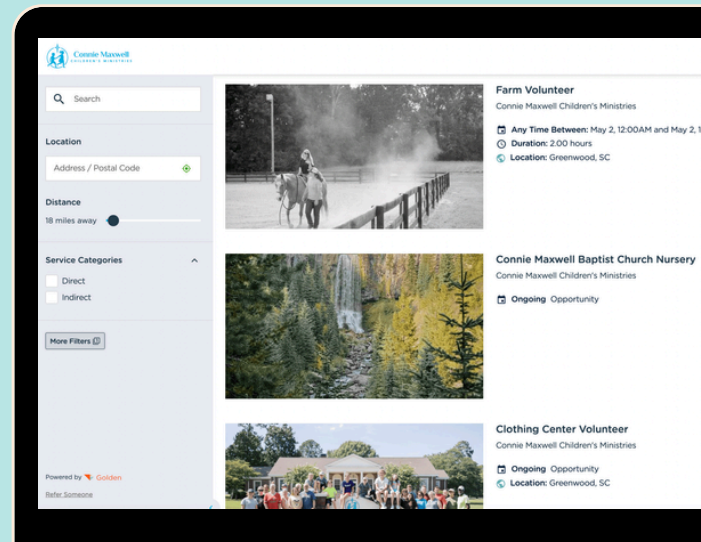 Connie Maxwell
CHILDREN'S MINISTRIES
Search
Location
Address / Postal Code
Distance
18 miles away
Service Categories
Direct
Indirect
More Filters
Powered by Golden
Refer Someone
Farm Volunteer
Connie Maxwell Children's Ministries
Any Time Between: May 2, 12:00AM and May 2, 1
Duration: 2.00 hours
Location: Greenwood, SC
Connie Maxwell Baptist Church Nursery
Connie Maxwell Children's Ministries
Ongoing Opportunity
Clothing Center Volunteer
Connie Maxwell Children's Ministries
Ongoing Opportunity
Location: Greenwood, SC